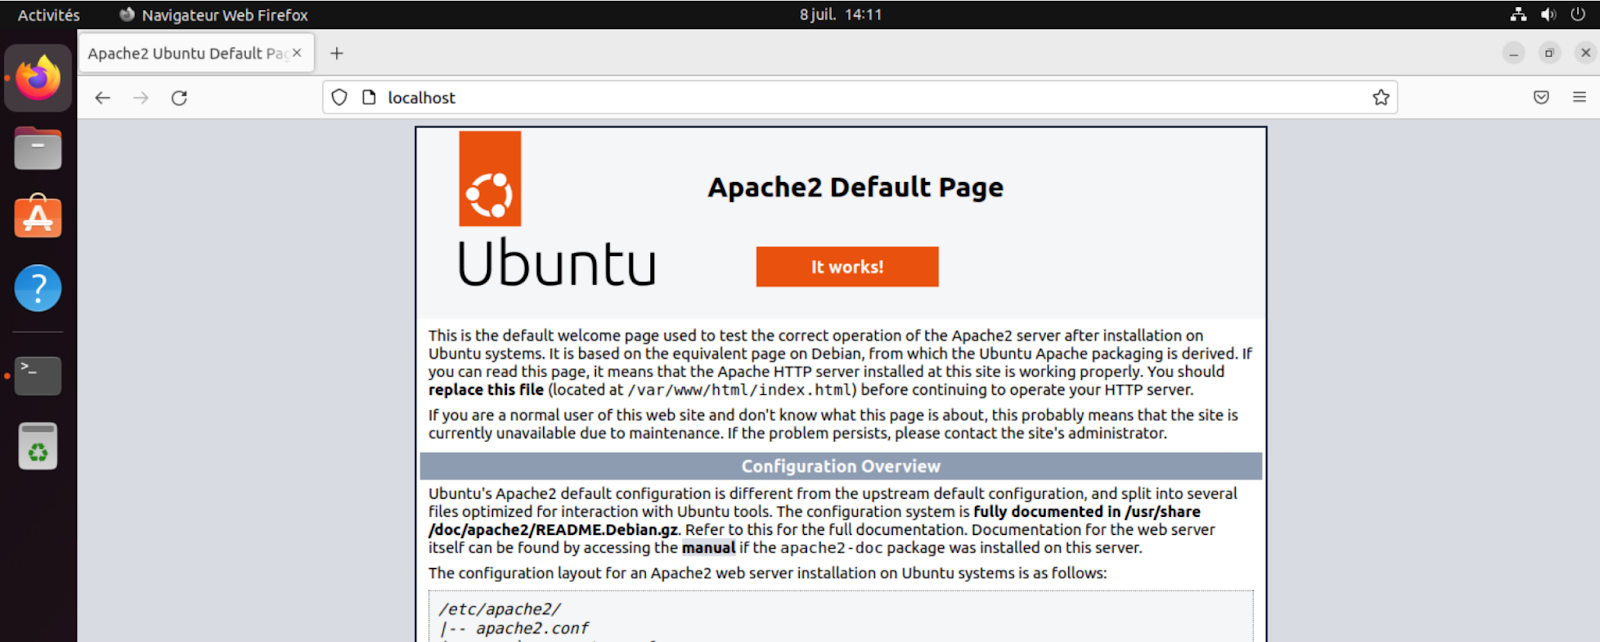 Activités
Navigateur Web Firefox
8 juil. 14:11
Apache2 Ubuntu Default Pag
localhost
Apache2 Default Page
Ubuntu
It works!
This is the default welcome page used to test the correct operation of the Apache2 server after installation on
Ubuntu systems. It is based on the equivalent page on Debian, from which the Ubuntu Apache packaging is derived. If
you can read this page, it means that the Apache HTTP server installed at this site is working properly. You should
replace this file (located at /var/www/html/index.html) before continuing to operate your HTTP server.
If you are a normal user of this web site and don't know what this page is about, this probably means that the site is
currently unavailable due to maintenance. If the problem persists, please contact the site's administrator.
Configuration Overview
Ubuntu's Apache2 default configuration is different from the upstream default configuration, and split into several
files optimized for interaction with Ubuntu tools. The configuration system is fully documented in /usr/share
/doc/apache2/README.Debian.gz. Refer to this for the full documentation. Documentation for the web server
itself can be found by accessing the manual if the apache2-doc package was installed on this server.
The configuration layout for an Apache2 web server installation on Ubuntu systems is as follows:
/etc/apache2/
|-- apache2.conf